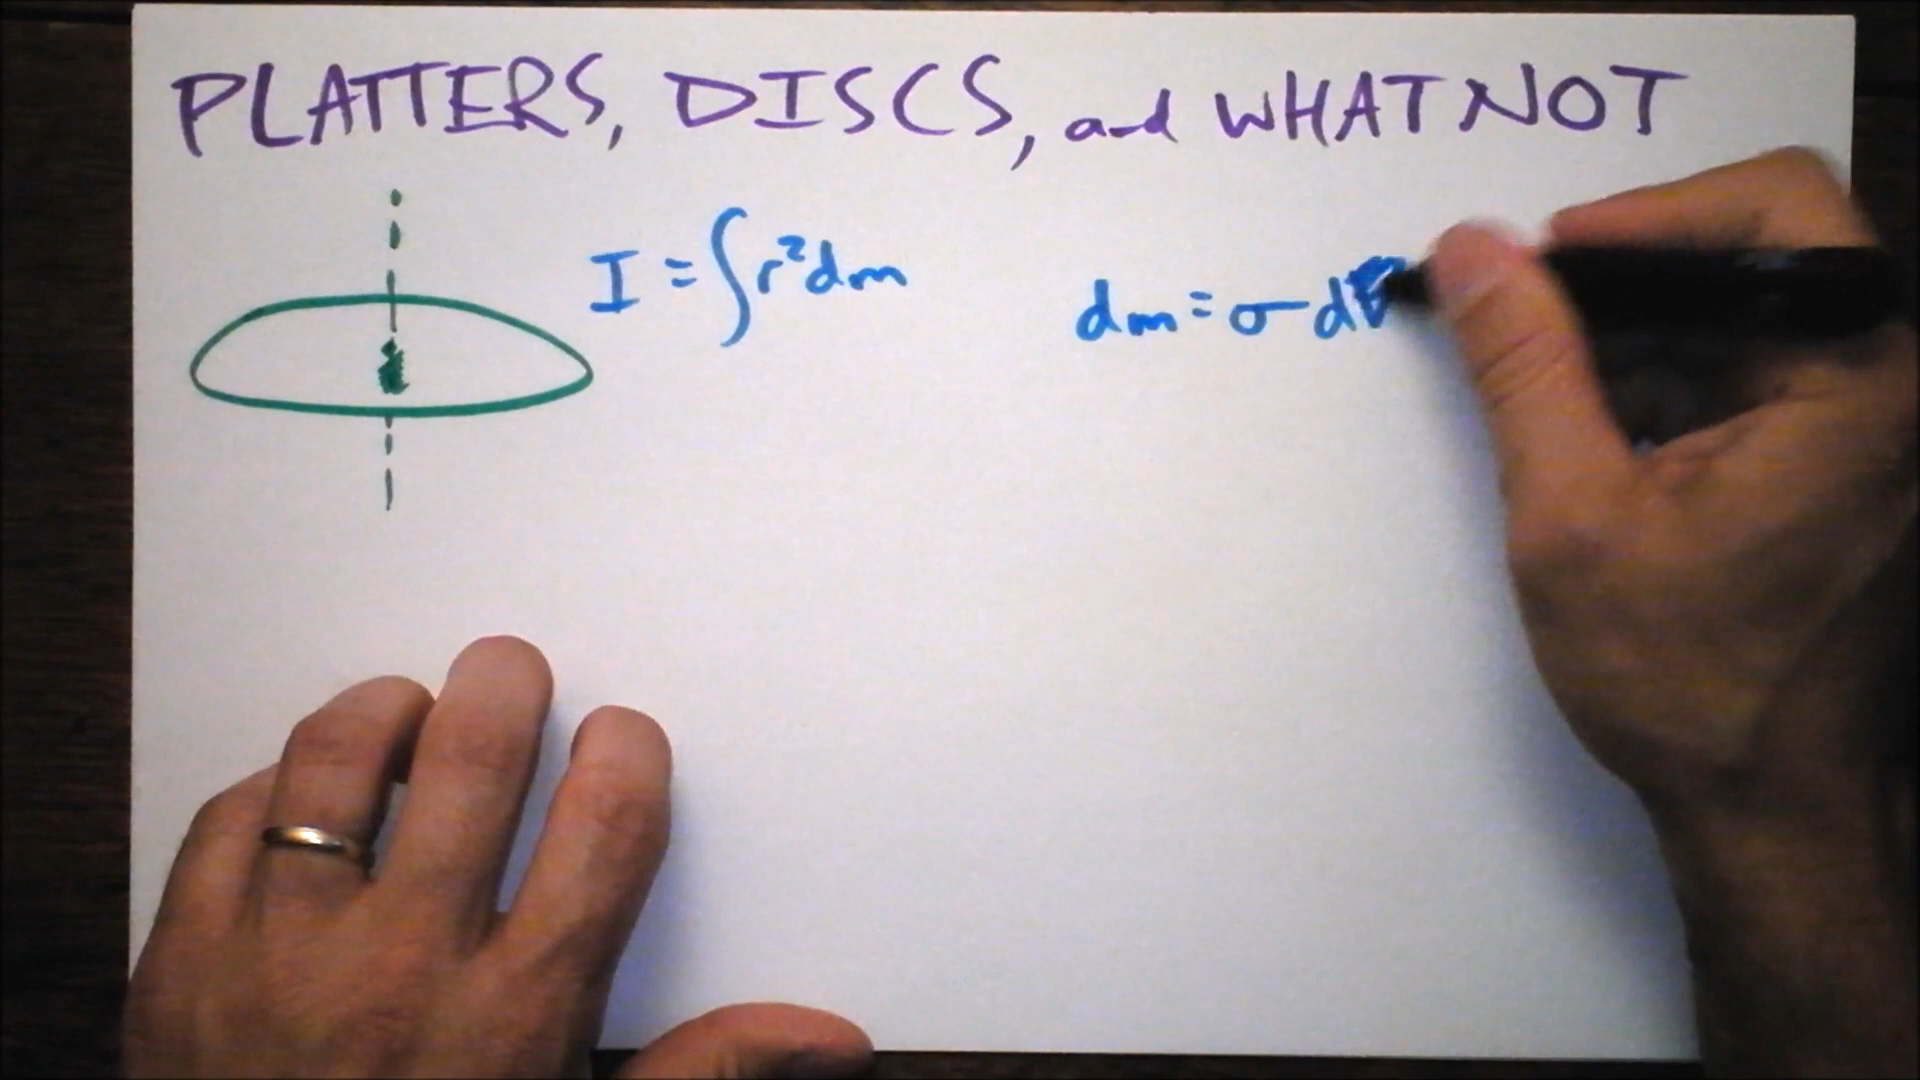 PLATTERS, DISCS, and WHATNOT
I = ∫r²dm
dm = σ d